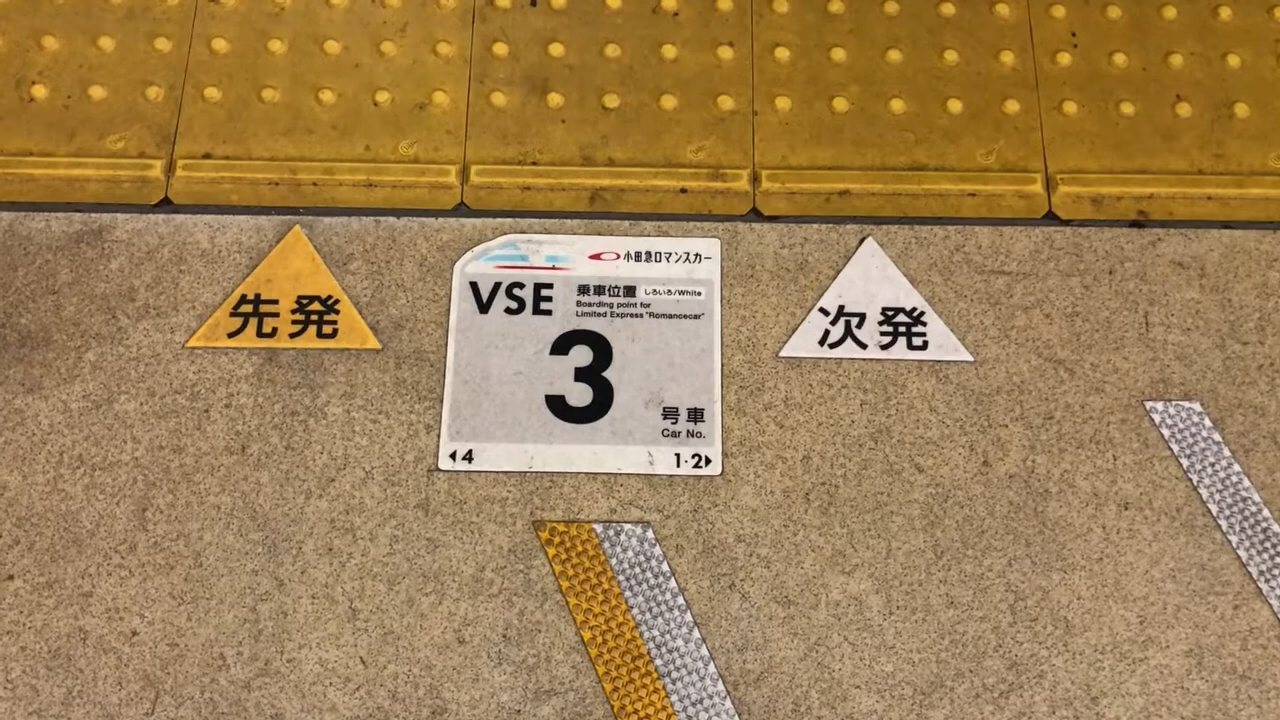 先発
小田急ロマンスカー
VSE
乗車位置 しろいろ/White
Boarding point for
Limited Express "Romancecar"
3
号車
Car No.
4
1・2
次発